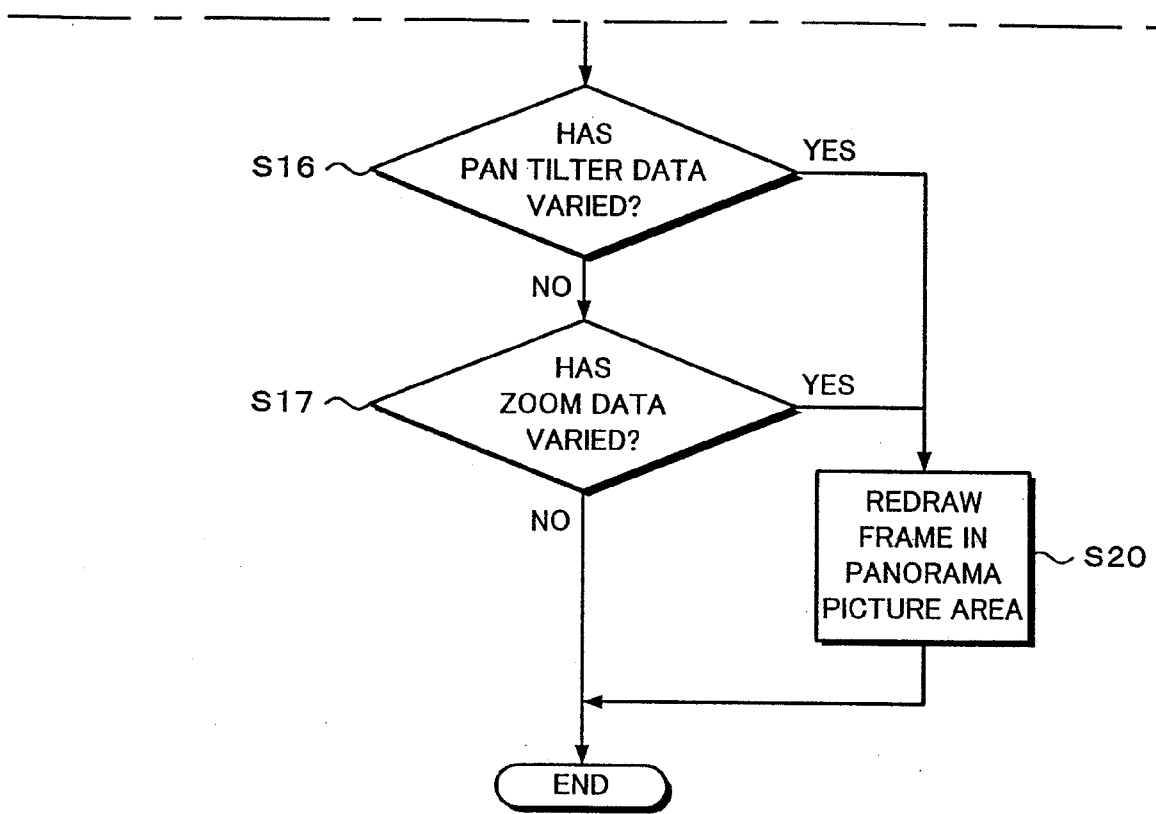 HAS
PAN TILTER DATA
VARIED?
S16
YES
NO
HAS
ZOOM DATA
VARIED?
S17
YES
NO
REDRAW
FRAME IN
PANORAMA
PICTURE AREA
S20
END